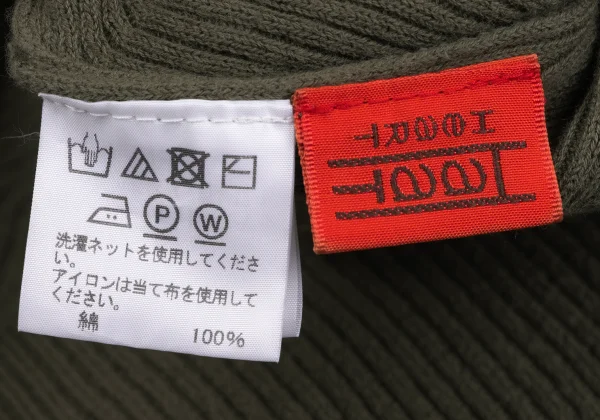 P W
洗濯ネットを使用してくださ
い。
アイロンは当て布を使用して
ください。
綿 100%